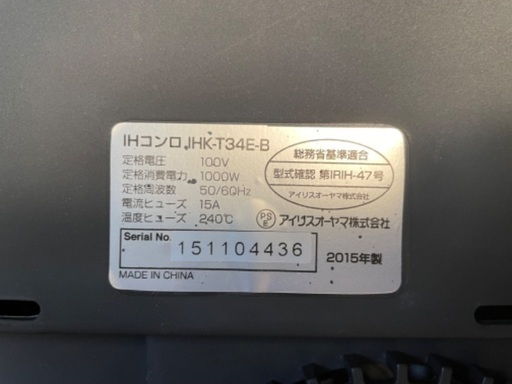 IHコンロ IHK-T34E-B
定格電圧 100V
定格消費電力 1000W
定格周波数 50/60Hz
電流ヒューズ 15A
温度ヒューズ 240℃
総務省基準適合
型式確認 第IRIH-47号
アイリスオーヤマ株式会社
PS
E
アイリスオーヤマ株式会社
Serial No. 151104436
2015年製
MADE IN CHINA